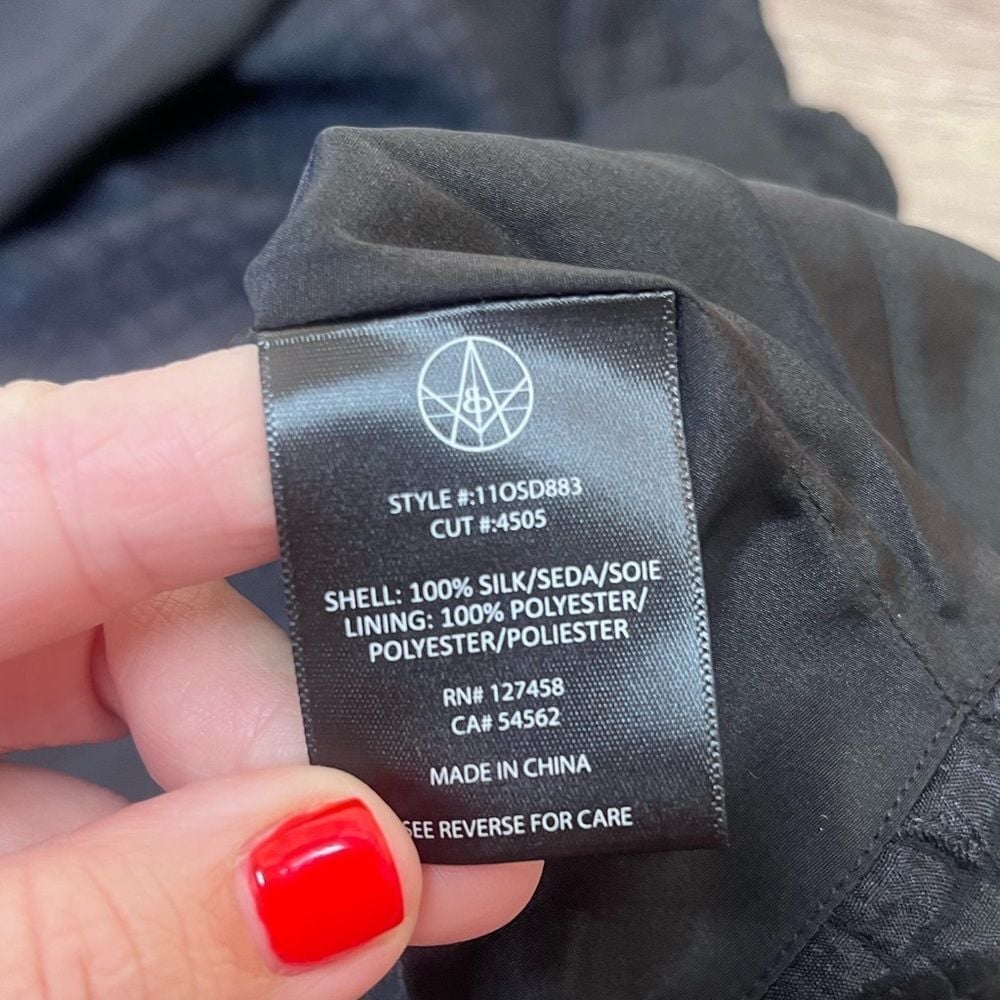 STYLE #:11OSD883
CUT #:4505
SHELL: 100% SILK/SEDA/SOIE
LINING: 100% POLYESTER/
POLYESTER/POLIESTER
RN# 127458
CA# 54562
MADE IN CHINA
SEE REVERSE FOR CARE